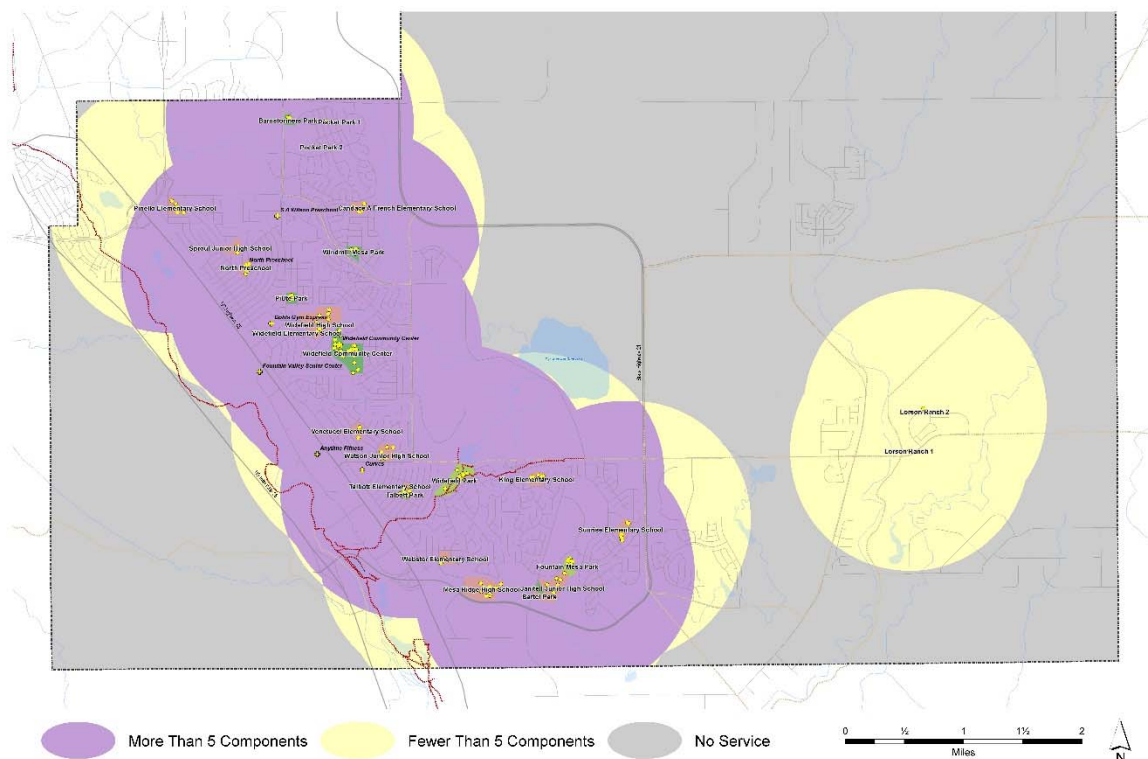 Pocket Park 1
Pocket Park 2
Pinello Elementary School
Candace A French Elementary School
Sproul Junior High School
North Preschool
North Preschool
Windmill Mesa Park
Piute Park
Golds Gym Express
Widefield High School
Widefield Elementary School
Widefield Community Center
Widefield Community Center
Fountain Valley Senior Center
Lorson Ranch 2
Lorson Ranch 1
Venetucci Elementary School
Anytime Fitness
Watson Junior High School
Curves
Talbott Elementary School
Talbott Park
Widefield Park
King Elementary School
Sunrise Elementary School
Webster Elementary School
Fountain Mesa Park
Mesa Ridge High School
Janitell Junior High School
Bartol Park
More Than 5 Components
Fewer Than 5 Components
No Service
0 ½ 1 1½ 2
Miles
N